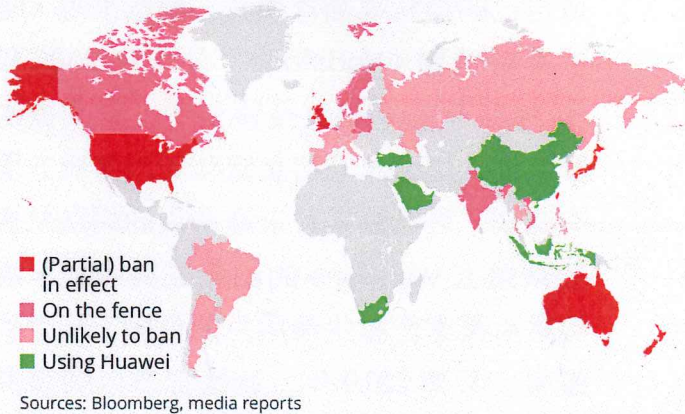 (Partial) ban
in effect
On the fence
Unlikely to ban
Using Huawei
Sources: Bloomberg, media reports